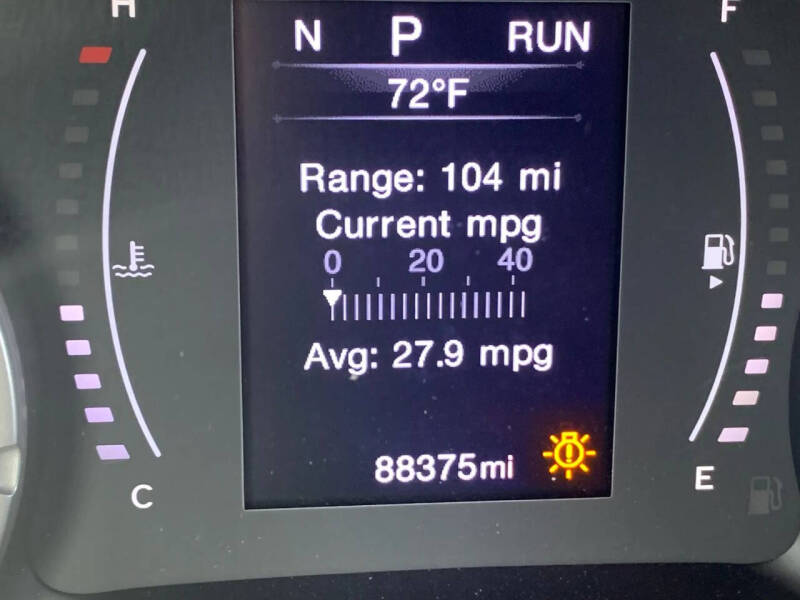 H
F
N P RUN
72°F
Range: 104 mi
Current mpg
0 20 40
Avg: 27.9 mpg
88375mi
C
E